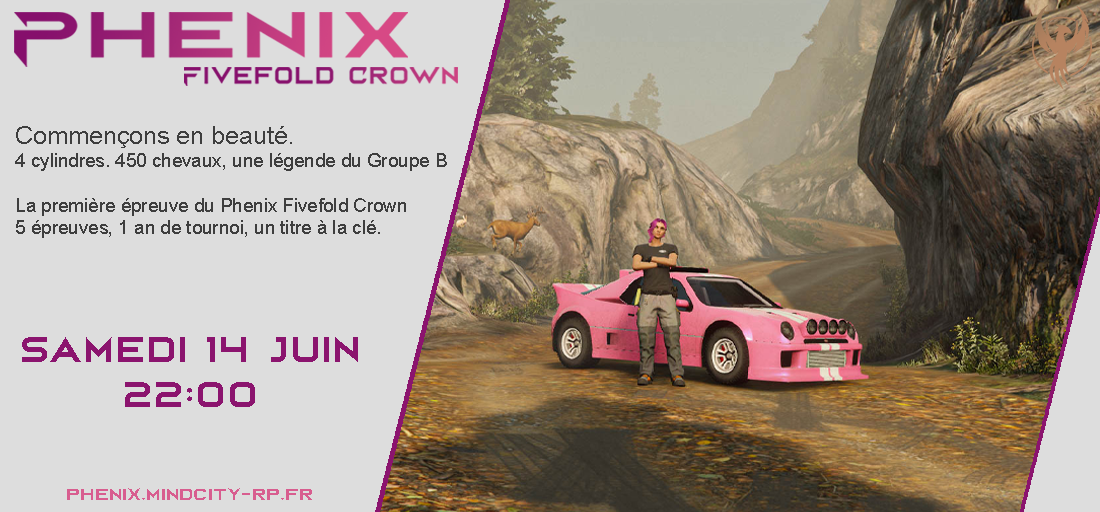 PHENIX
FIVEFOLD CROWN
Commençons en beauté.
4 cylindres. 450 chevaux, une légende du Groupe B
La première épreuve du Phenix Fivefold Crown
5 épreuves, 1 an de tournoi, un titre à la clé.
SAMEDI 14 JUIN
22:00
PHENIX.MINDCITY-RP.FR